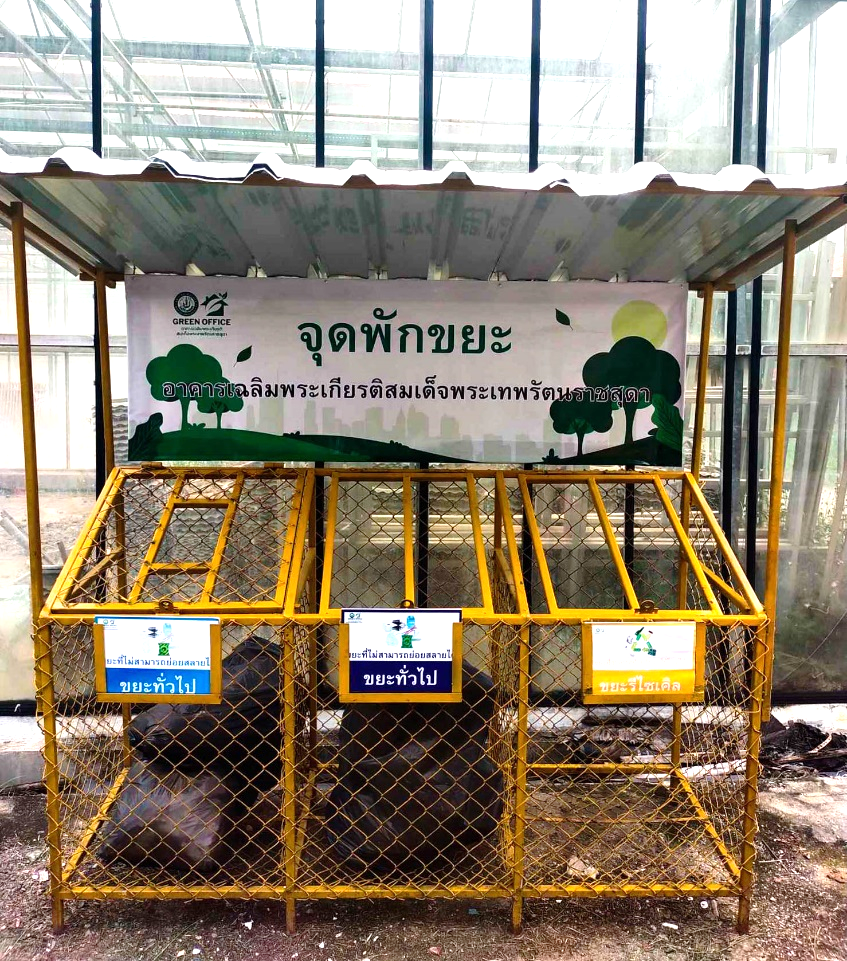 GREEN OFFICE
จุดพักขยะ
อาคารเฉลิมพระเกียรติสมเด็จพระเทพรัตนราชสุดา
ยะที่ไม่สามารถย่อยสลายไ
ขยะทั่วไป
ยะที่ไม่สามารถย่อยสลายไ
ขยะทั่วไป
ขยะรีไซเคิล